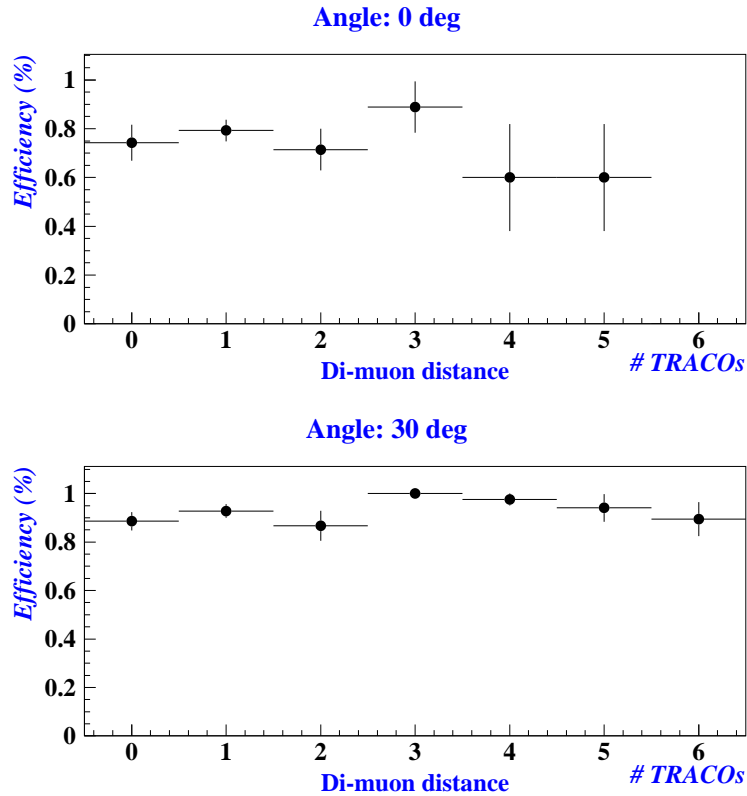 Angle: 0 deg
Efficiency (%)
1
0.8
0.6
0.4
0.2
0
0 1 2 3 4 5 6
Di-muon distance # TRACOs
Angle: 30 deg
Efficiency (%)
1
0.8
0.6
0.4
0.2
0
0 1 2 3 4 5 6
Di-muon distance # TRACOs